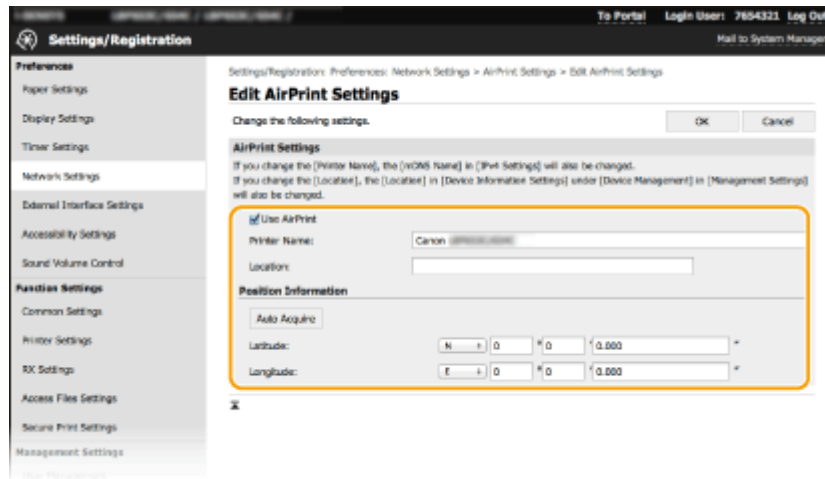 To Portal Login User: 7654321 Log Out
Settings/Registration
Mail to System Manager
Preferences
Paper Settings
Display Settings
Timer Settings
Network Settings
External Interface Settings
Accessibility Settings
Sound Volume Control
Function Settings
Common Settings
Printer Settings
RX Settings
Access Files Settings
Secure Print Settings
Management Settings
User Management
Settings/Registration: Preferences: Network Settings > AirPrint Settings > Edit AirPrint Settings
Edit AirPrint Settings
Change the following settings.
OK Cancel
AirPrint Settings
If you change the [Printer Name], the [mDNS Name] in [IPv4 Settings] will also be changed.
If you change the [Location], the [Location] in [Device Information Settings] under [Device Management] in [Management Settings]
will also be changed.
Use AirPrint
Printer Name: Canon
Location:
Position Information
Auto Acquire
Latitude: N 0 ° 0 ' 0.000 "
Longitude: E 0 ° 0 ' 0.000 "